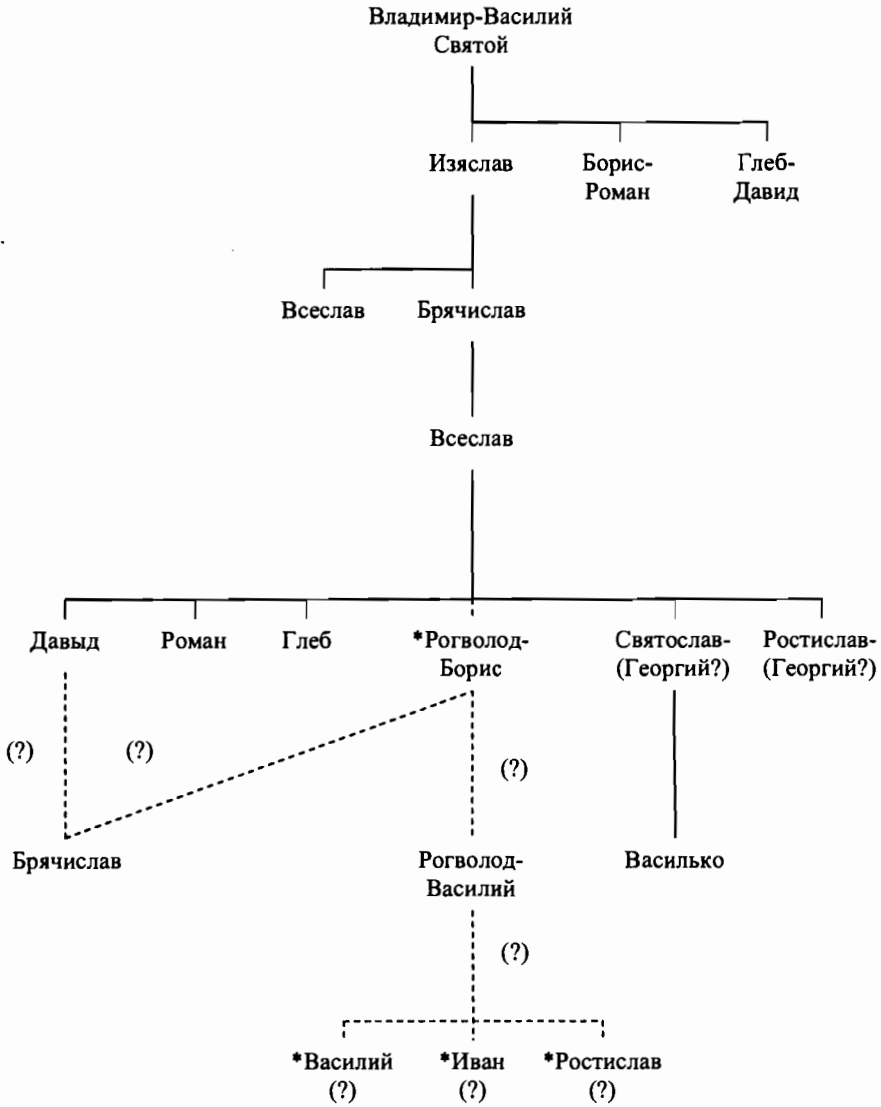 Владимир-Василий
Святой
Изяслав Борис- Глеб-
Роман Давид
Всеслав Брячислав
Всеслав
Давыд Роман Глеб *Рогволод- Святослав- Ростислав-
Борис (Георгий?) (Георгий?)
(?) (?) (?)
Брячислав Рогволод- Василько
Василий
(?)
*Василий *Иван *Ростислав
(?) (?) (?)